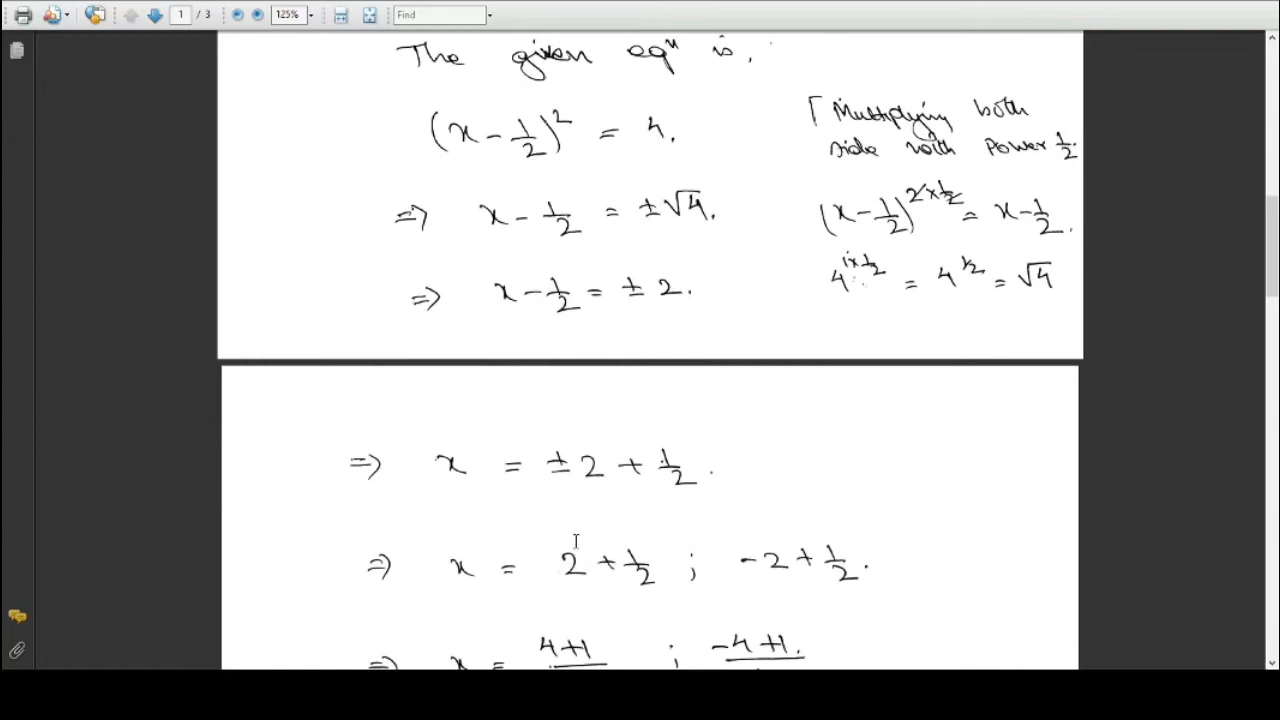 1 / 3 125% Find
The given eqⁿ is,
(x - 1/2)² = 4.
⌈ Multiplying both
side with Power 1/2.
=> x - 1/2 = ±√4.
(x - 1/2)^(2×1/2) = x - 1/2.
4^(1×1/2) = 4^(1/2) = √4
=> x - 1/2 = ± 2.
=> x = ± 2 + 1/2.
=> x = 2 + 1/2 ; -2 + 1/2.
=> x = 4+1 ; -4+1.